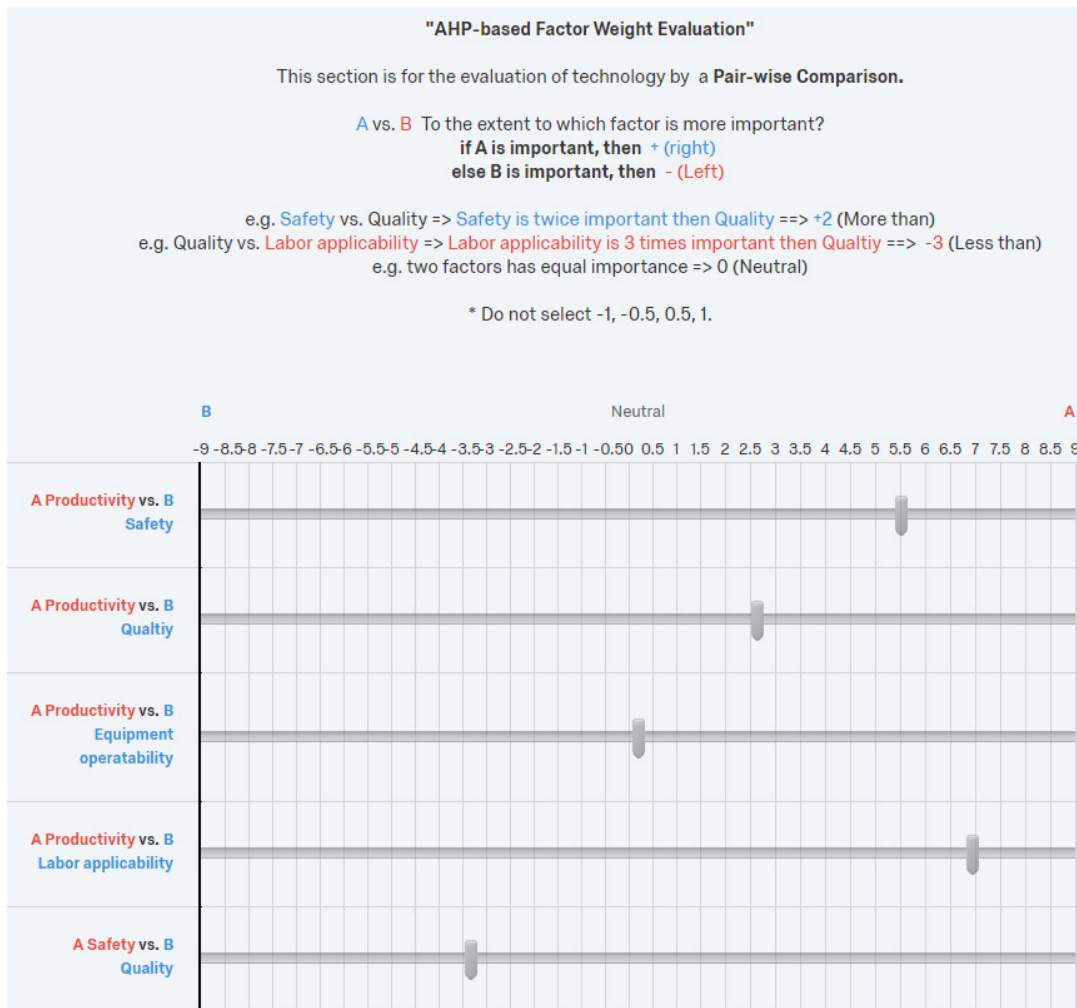 "AHP-based Factor Weight Evaluation"
This section is for the evaluation of technology by a Pair-wise Comparison.
A vs. B To the extent to which factor is more important?
if A is important, then + (right)
else B is important, then - (Left)
e.g. Safety vs. Quality => Safety is twice important then Quality ==> +2 (More than)
e.g. Quality vs. Labor applicability => Labor applicability is 3 times important then Qualtiy ==> -3 (Less than)
e.g. two factors has equal importance => 0 (Neutral)
* Do not select -1, -0.5, 0.5, 1.
B Neutral A
-9 -8.5 -8 -7.5 -7 -6.5 -6 -5.5 -5 -4.5 -4 -3.5 -3 -2.5 -2 -1.5 -1 -0.5 0 0.5 1 1.5 2 2.5 3 3.5 4 4.5 5 5.5 6 6.5 7 7.5 8 8.5 9
A Productivity vs. B
Safety
A Productivity vs. B
Qualtiy
A Productivity vs. B
Equipment
operatability
A Productivity vs. B
Labor applicability
A Safety vs. B
Quality